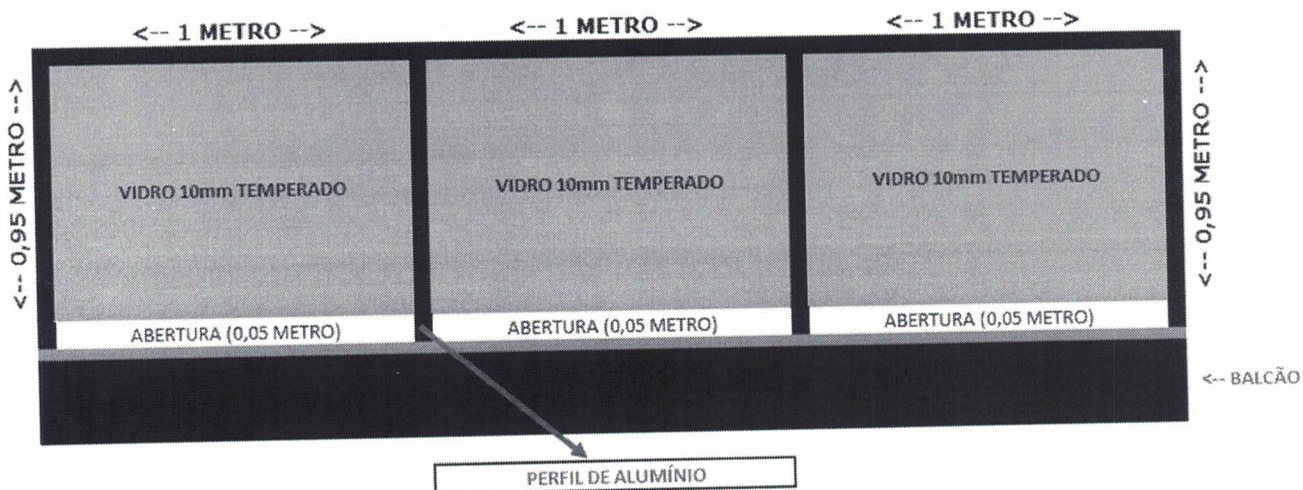 <-- 1 METRO -->
<-- 1 METRO -->
<-- 1 METRO -->
<-- 0,95 METRO -->
VIDRO 10mm TEMPERADO
VIDRO 10mm TEMPERADO
VIDRO 10mm TEMPERADO
<-- 0,95 METRO -->
ABERTURA (0,05 METRO)
ABERTURA (0,05 METRO)
ABERTURA (0,05 METRO)
<-- BALCÃO
PERFIL DE ALUMÍNIO